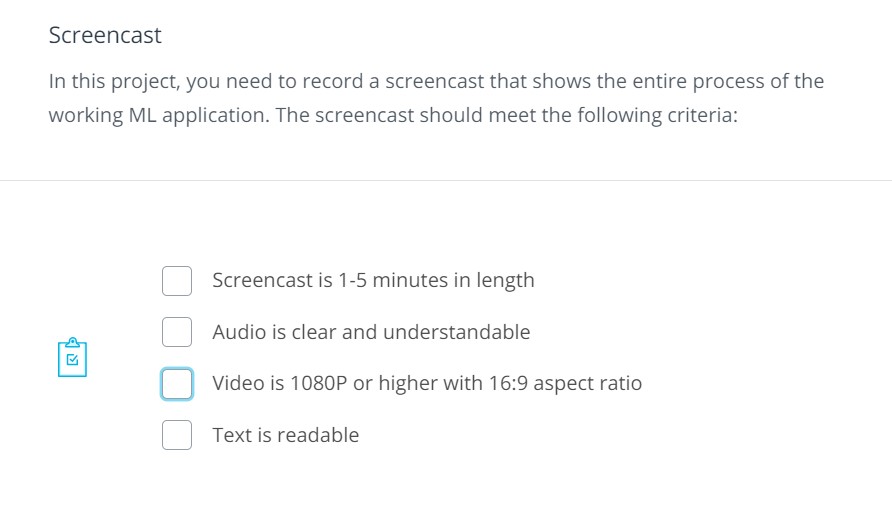 Screencast
In this project, you need to record a screencast that shows the entire process of the
working ML application. The screencast should meet the following criteria:
Screencast is 1-5 minutes in length
Audio is clear and understandable
Video is 1080P or higher with 16:9 aspect ratio
Text is readable